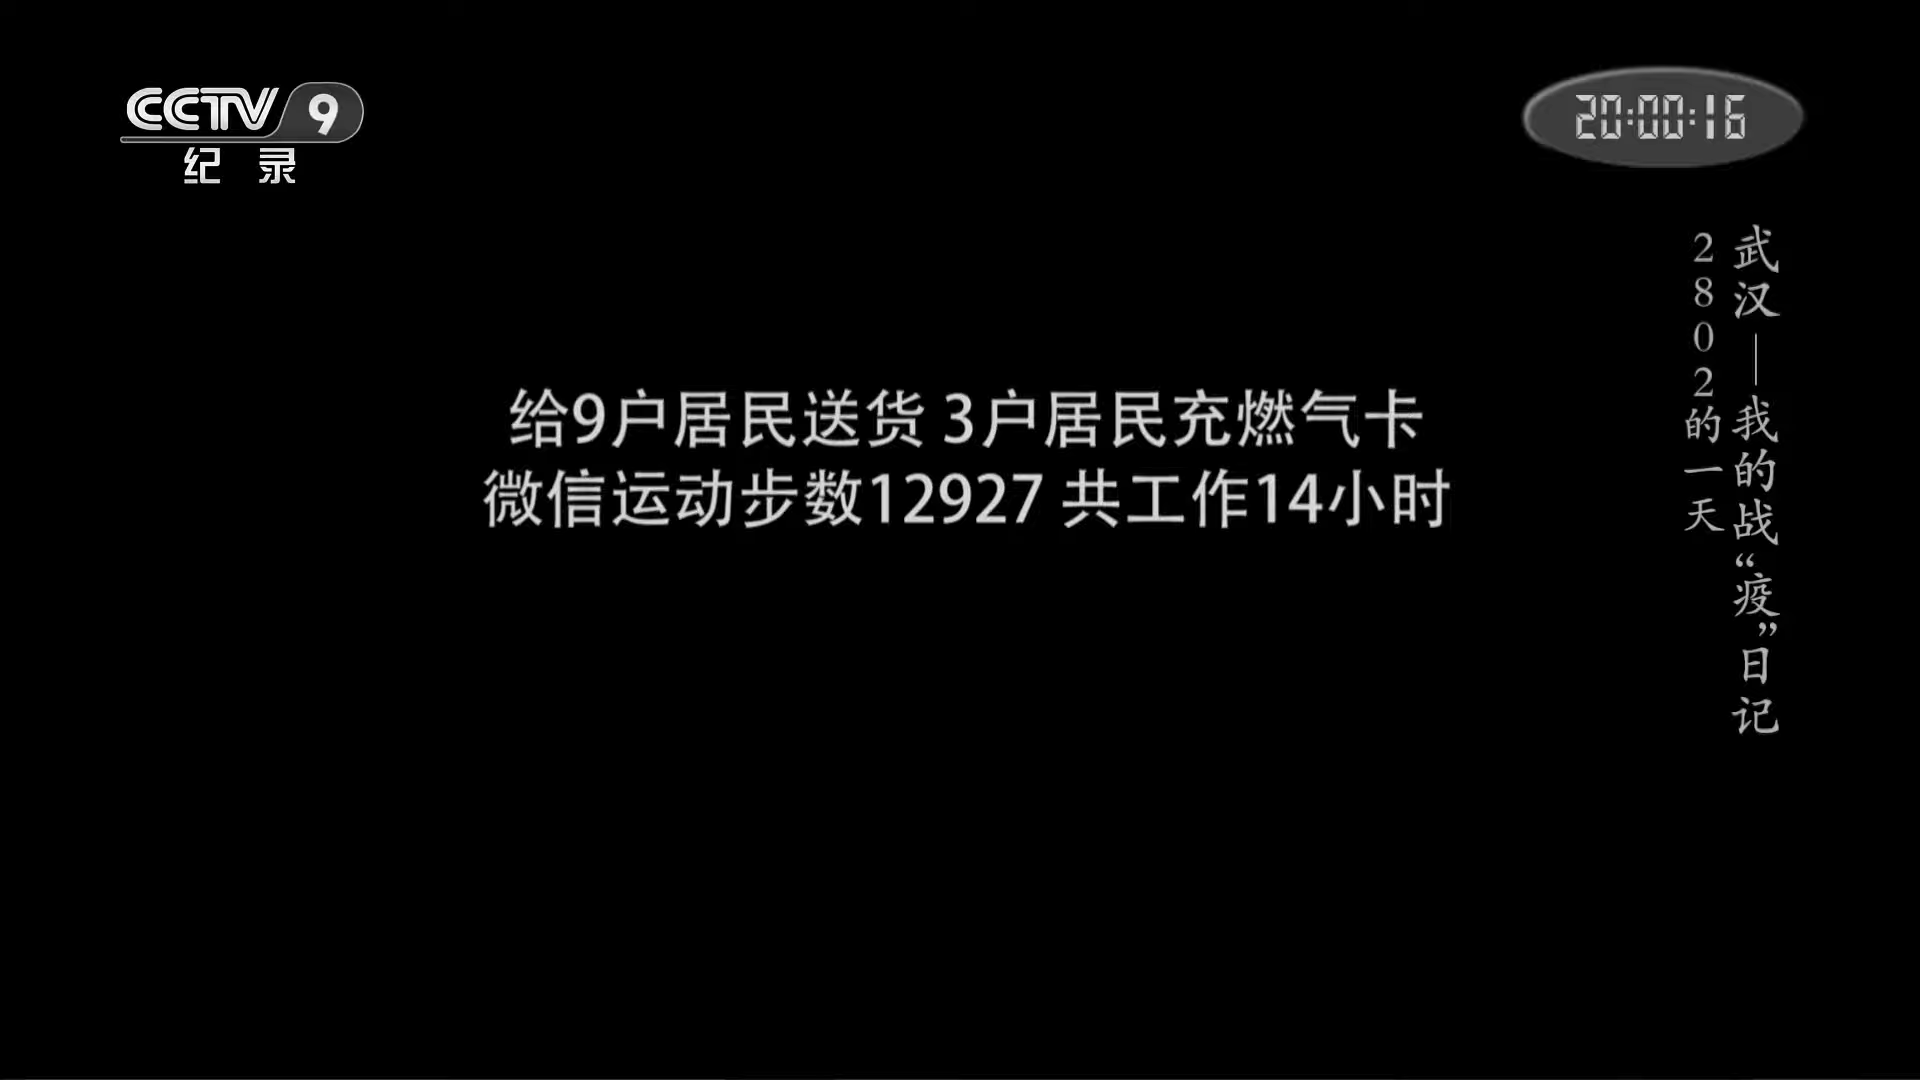 CCTV 9
纪录
20:00:16
给9户居民送货 3户居民充燃气卡
微信运动步数12927 共工作14小时
武汉——我的战“疫”日记
2802的一天